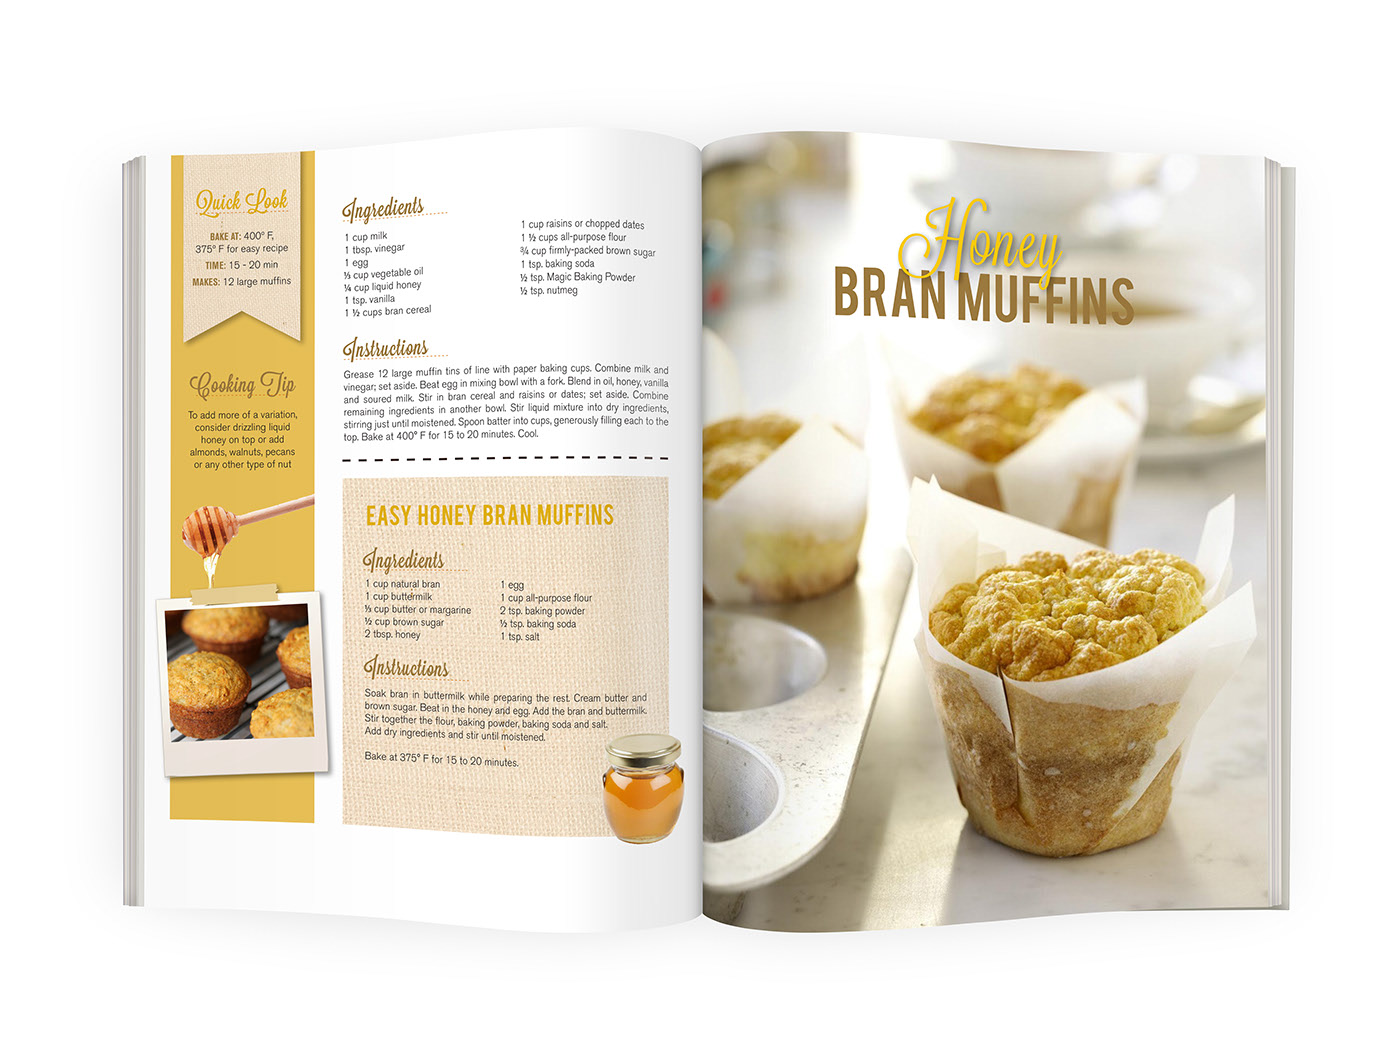 Quick Look
BAKE AT: 400° F,
375° F for easy recipe
TIME: 15 - 20 min
MAKES: 12 large muffins
Cooking Tip
To add more of a variation,
consider drizzling liquid
honey on top or add
almonds, walnuts, pecans
or any other type of nut
Ingredients
1 cup milk
1 tbsp. vinegar
1 egg
⅓ cup vegetable oil
¼ cup liquid honey
1 tsp. vanilla
1 ½ cups bran cereal
1 cup raisins or chopped dates
1 ½ cups all-purpose flour
¾ cup firmly-packed brown sugar
1 tsp. baking soda
½ tsp. Magic Baking Powder
½ tsp. nutmeg
Instructions
Grease 12 large muffin tins of line with paper baking cups. Combine milk and
vinegar; set aside. Beat egg in mixing bowl with a fork. Blend in oil, honey, vanilla
and soured milk. Stir in bran cereal and raisins or dates; set aside. Combine
remaining ingredients in another bowl. Stir liquid mixture into dry ingredients,
stirring just until moistened. Spoon batter into cups, generously filling each to the
top. Bake at 400° F for 15 to 20 minutes. Cool.
EASY HONEY BRAN MUFFINS
Ingredients
1 cup natural bran
1 cup buttermilk
⅓ cup butter or margarine
½ cup brown sugar
2 tbsp. honey
1 egg
1 cup all-purpose flour
2 tsp. baking powder
½ tsp. baking soda
1 tsp. salt
Instructions
Soak bran in buttermilk while preparing the rest. Cream butter and
brown sugar. Beat in the honey and egg. Add the bran and buttermilk.
Stir together the flour, baking powder, baking soda and salt.
Add dry ingredients and stir until moistened.
Bake at 375° F for 15 to 20 minutes.
Honey
BRAN MUFFINS